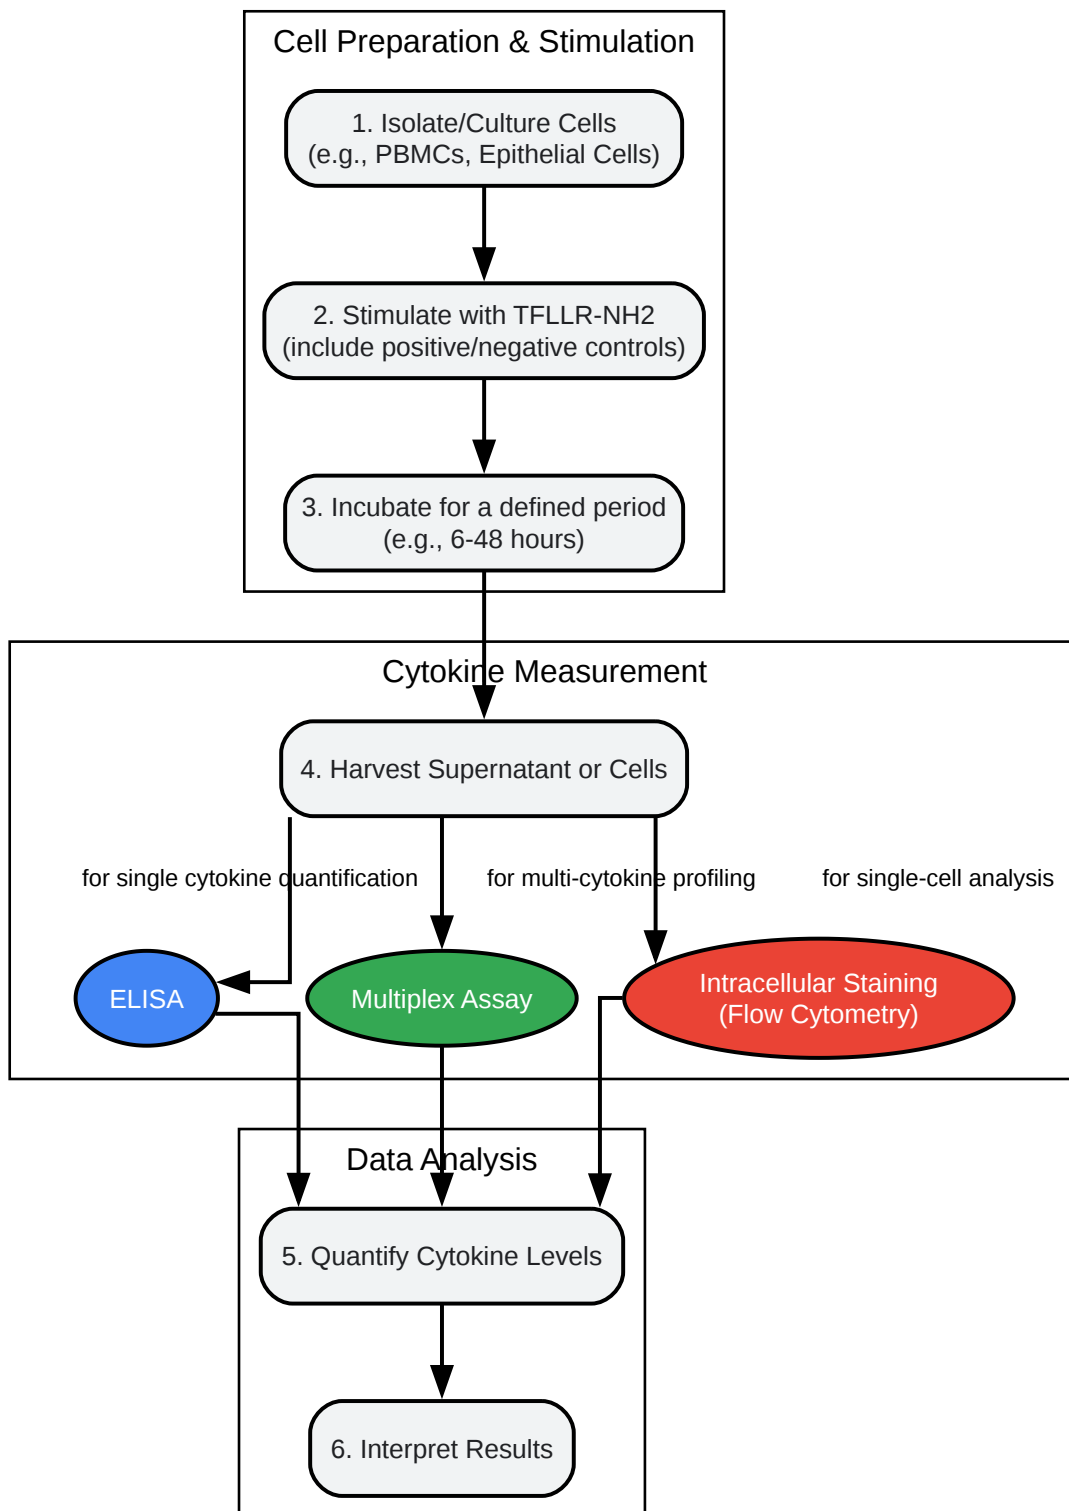 Cell Preparation & Stimulation
1. Isolate/Culture Cells
(e.g., PBMCs, Epithelial Cells)
2. Stimulate with TFLLR-NH2
(include positive/negative controls)
3. Incubate for a defined period
(e.g., 6-48 hours)
Cytokine Measurement
4. Harvest Supernatant or Cells
for single cytokine quantification
for multi-cytokine profiling
for single-cell analysis
ELISA
Multiplex Assay
Intracellular Staining
(Flow Cytometry)
Data Analysis
5. Quantify Cytokine Levels
6. Interpret Results